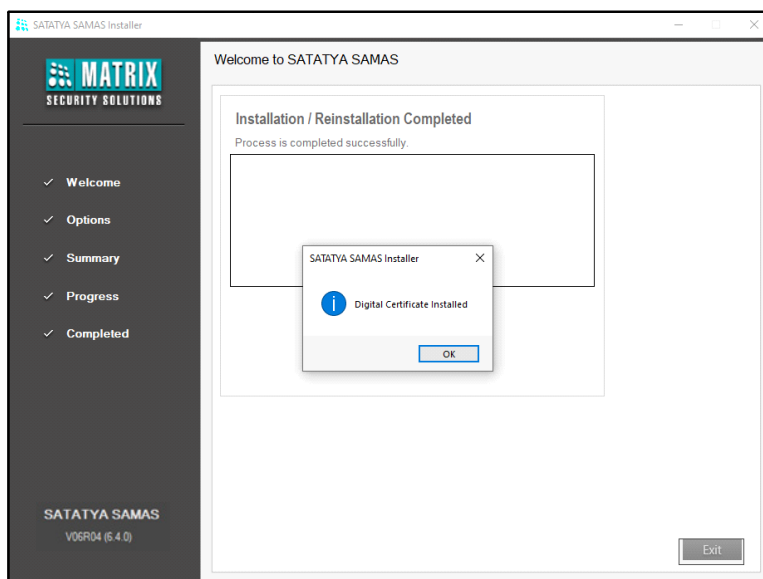 SATATYA SAMAS Installer
MATRIX
SECURITY SOLUTIONS
Welcome
Options
Summary
Progress
Completed
SATATYA SAMAS
V06R04 (6.4.0)
Welcome to SATATYA SAMAS
Installation / Reinstallation Completed
Process is completed successfully.
SATATYA SAMAS Installer
Digital Certificate Installed
OK
Exit